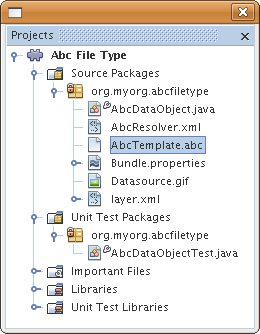 Projects
Abc File Type
Source Packages
org.myorg.abcfiletype
AbcDataObject.java
AbcResolver.xml
AbcTemplate.abc
Bundle.properties
Datasource.gif
layer.xml
Unit Test Packages
org.myorg.abcfiletype
AbcDataObjectTest.java
Important Files
Libraries
Unit Test Libraries